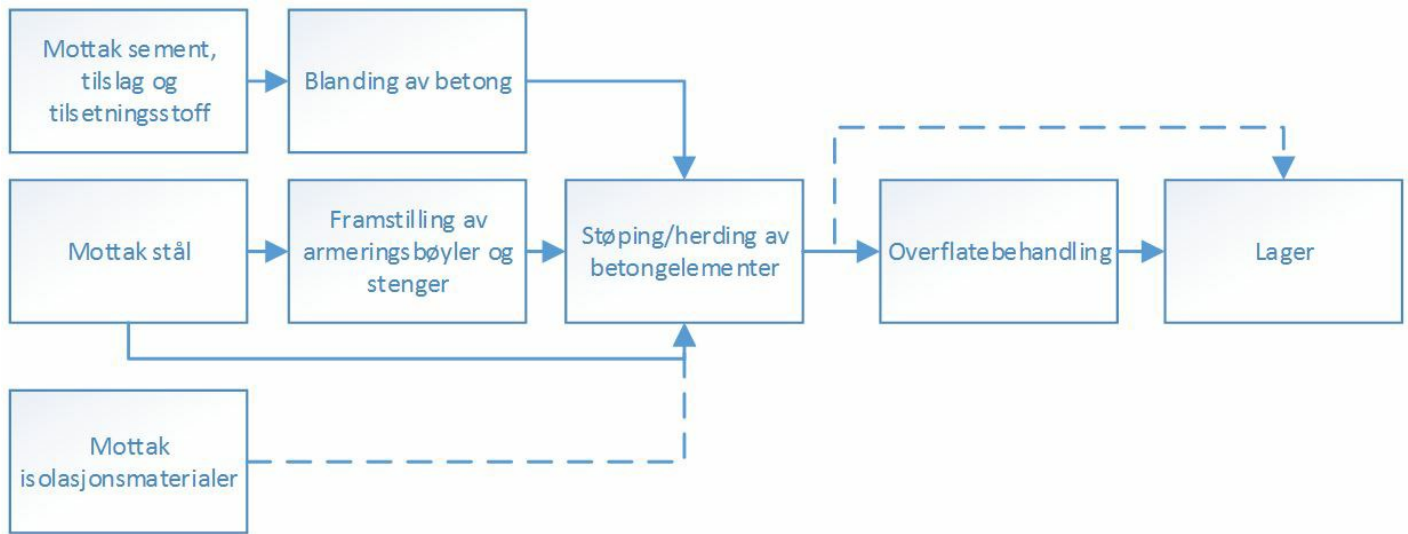 Mottak sement,
tilslag og
tilsetningsstoff
Blanding av betong
Mottak stål
Framstilling av
armeringsbøyler og
stenger
Støping/herding av
betongelementer
Overflatebehandling
Lager
Mottak
isolasjonsmaterialer